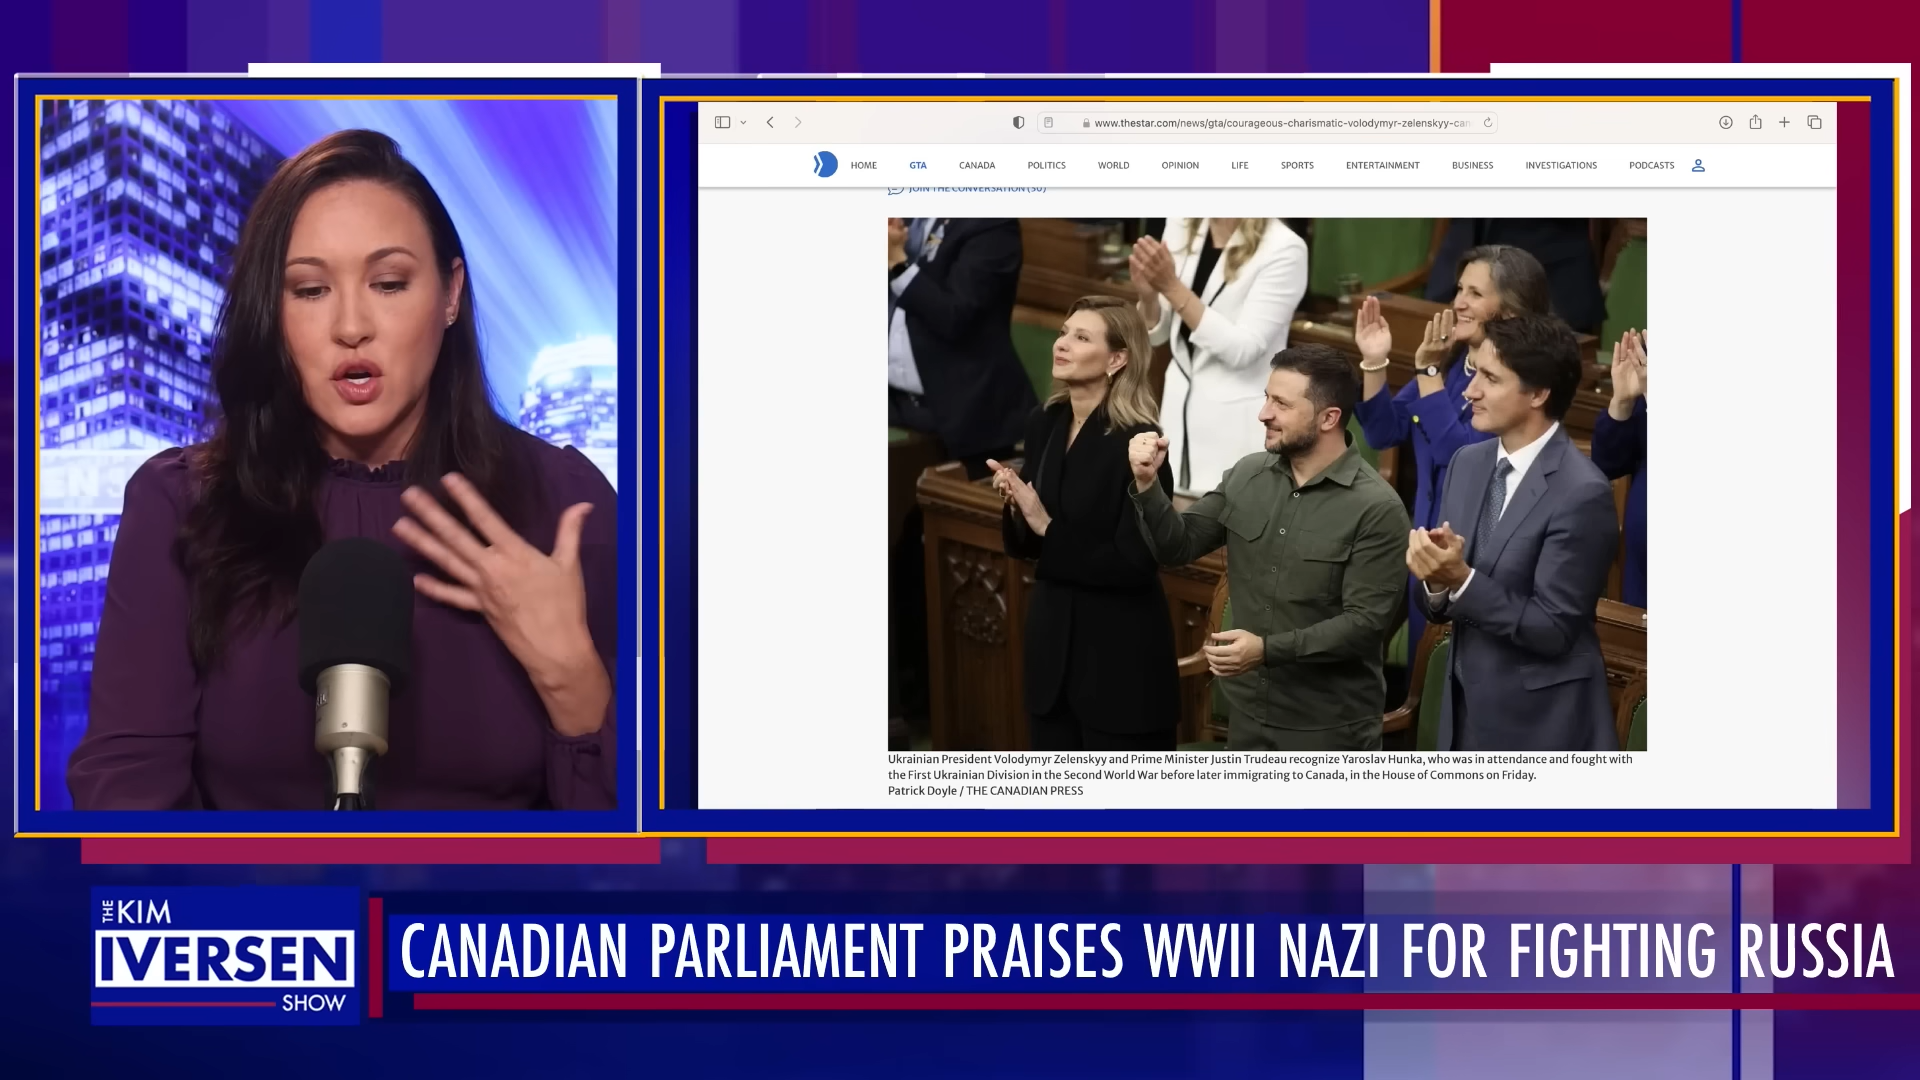 www.thestar.com/news/gta/courageous-charismatic-volodymyr-zelenskyy-can
HOME GTA CANADA POLITICS WORLD OPINION LIFE SPORTS ENTERTAINMENT BUSINESS INVESTIGATIONS PODCASTS
JOIN THE CONVERSATION (30)
Ukrainian President Volodymyr Zelenskyy and Prime Minister Justin Trudeau recognize Yaroslav Hunka, who was in attendance and fought with
the First Ukrainian Division in the Second World War before later immigrating to Canada, in the House of Commons on Friday.
Patrick Doyle / THE CANADIAN PRESS
THE KIM
IVERSEN
SHOW
CANADIAN PARLIAMENT PRAISES WWII NAZI FOR FIGHTING RUSSIA